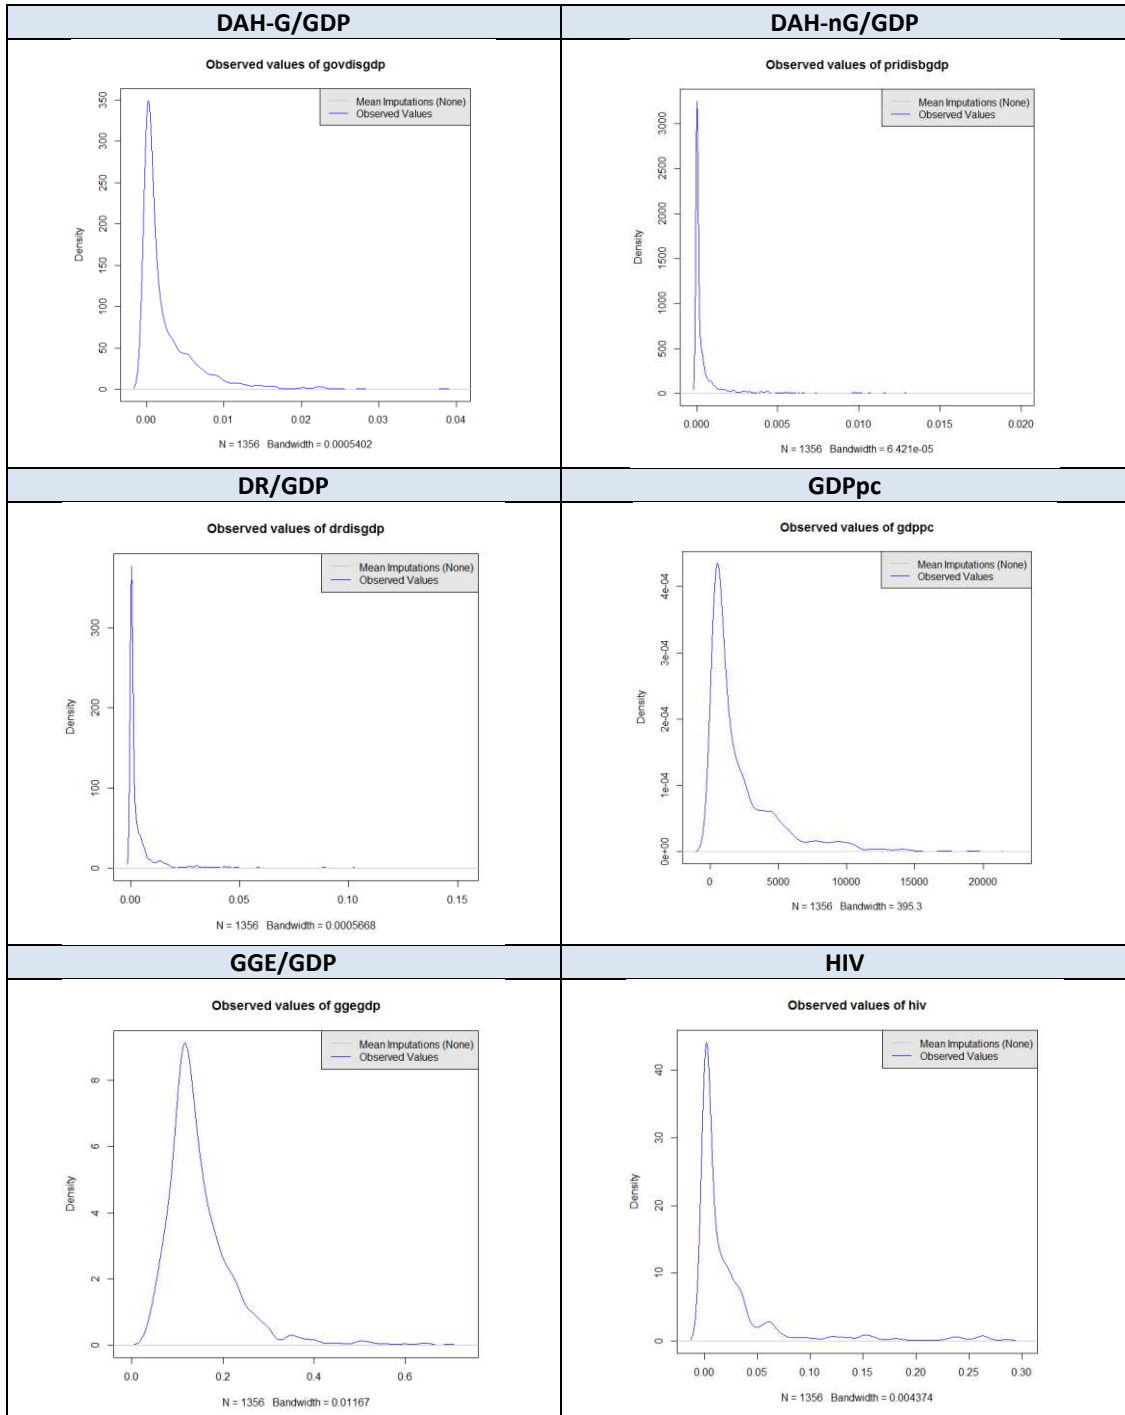 DAH-G/GDP
DAH-nG/GDP
Observed values of govdisgdp
Mean Imputations (None)
Observed Values
Density
0 50 100 150 200 250 300 350
0.00 0.01 0.02 0.03 0.04
N = 1356 Bandwidth = 0.0005402
Observed values of pridisbgdp
Mean Imputations (None)
Observed Values
Density
0 500 1000 1500 2000 2500 3000
0.000 0.005 0.010 0.015 0.020
N = 1356 Bandwidth = 6.421e-05
DR/GDP
GDPpc
Observed values of drdisgdp
Mean Imputations (None)
Observed Values
Density
0 100 200 300
0.00 0.05 0.10 0.15
N = 1356 Bandwidth = 0.0005668
Observed values of gdppc
Mean Imputations (None)
Observed Values
Density
0e+00 1e-04 2e-04 3e-04 4e-04
0 5000 10000 15000 20000
N = 1356 Bandwidth = 395.3
GGE/GDP
HIV
Observed values of ggegdp
Mean Imputations (None)
Observed Values
Density
0 2 4 6 8
0.0 0.2 0.4 0.6
N = 1356 Bandwidth = 0.01167
Observed values of hiv
Mean Imputations (None)
Observed Values
Density
0 10 20 30 40
0.00 0.05 0.10 0.15 0.20 0.25 0.30
N = 1356 Bandwidth = 0.004374